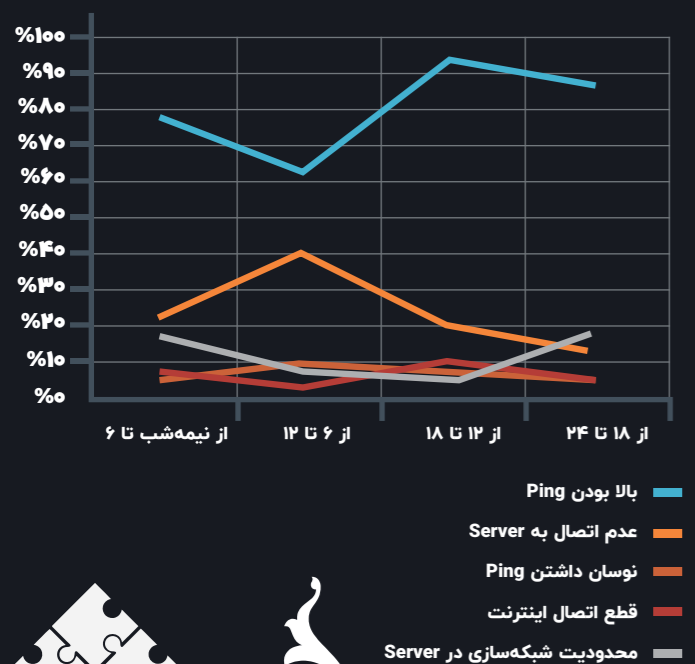 %۱۰۰
%۹۰
%۸۰
%۷۰
%۶۰
%۵۰
%۴۰
%۳۰
%۲۰
%۱۰
%۰
از نیمه‌شب تا ۶
از ۶ تا ۱۲
از ۱۲ تا ۱۸
از ۱۸ تا ۲۴
بالا بودن Ping
عدم اتصال به Server
نوسان داشتن Ping
قطع اتصال اینترنت
محدودیت شبکه‌سازی در Server